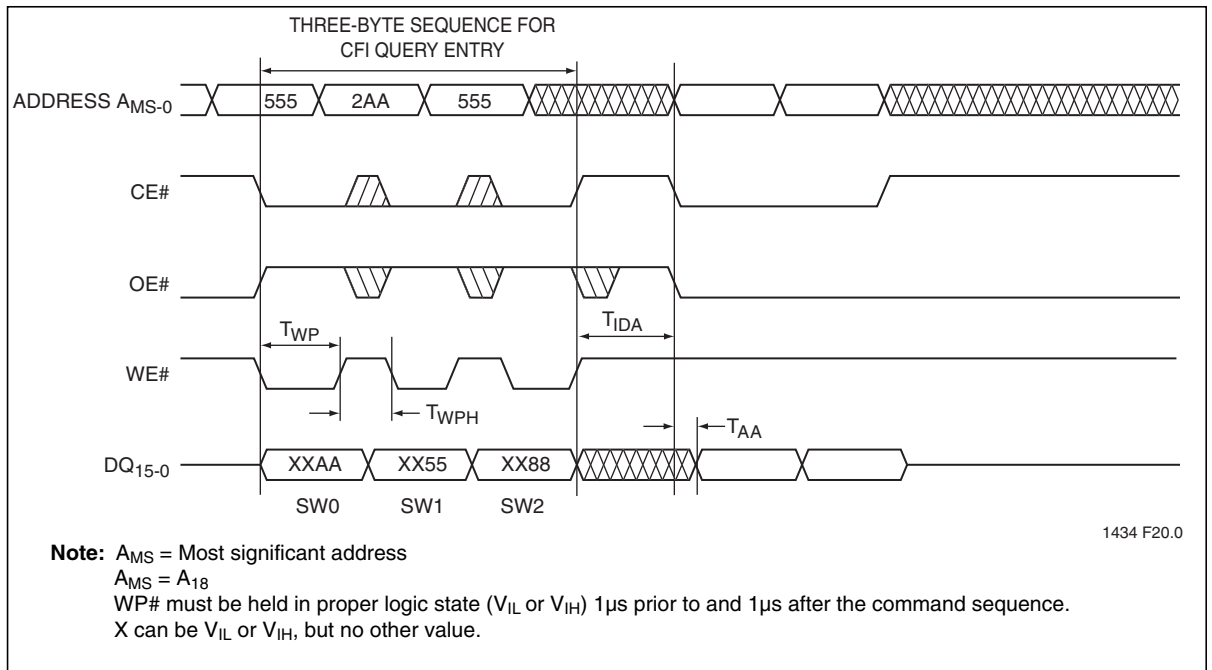 THREE-BYTE SEQUENCE FOR
CFI QUERY ENTRY
ADDRESS AMS-0
555 2AA 555
CE#
OE#
TWP
TIDA
WE#
TWPH
TAA
DQ15-0
XXAA XX55 XX88
SW0 SW1 SW2
1434 F20.0
Note: AMS = Most significant address
AMS = A18
WP# must be held in proper logic state (VIL or VIH) 1µs prior to and 1µs after the command sequence.
X can be VIL or VIH, but no other value.